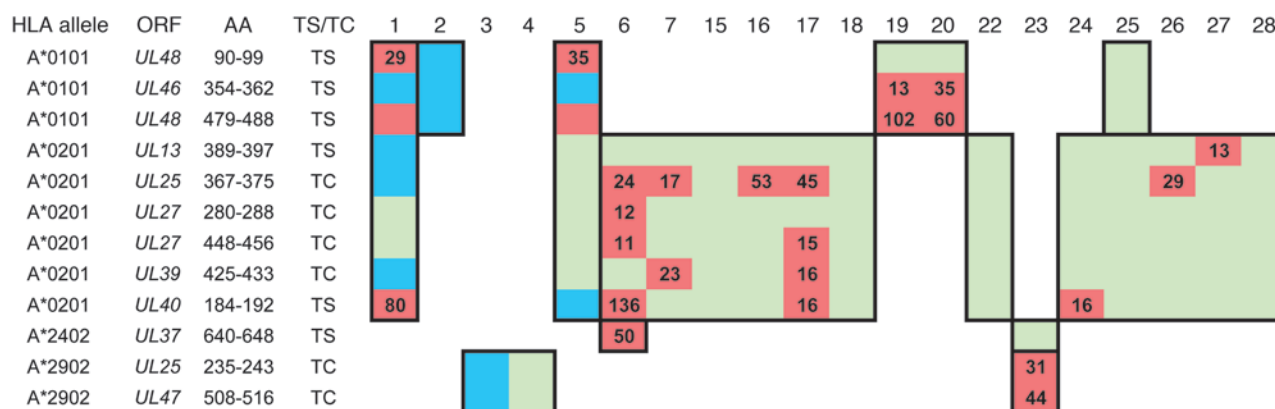 HLA allele ORF AA TS/TC 1 2 3 4 5 6 7 15 16 17 18 19 20 22 23 24 25 26 27 28
A*0101 UL48 90-99 TS 29 35
A*0101 UL46 354-362 TS 13 35
A*0101 UL48 479-488 TS 102 60
A*0201 UL13 389-397 TS 13
A*0201 UL25 367-375 TC 24 17 53 45 29
A*0201 UL27 280-288 TC 12
A*0201 UL27 448-456 TC 11 15
A*0201 UL39 425-433 TC 23 16
A*0201 UL40 184-192 TS 80 136 16 16
A*2402 UL37 640-648 TS 50
A*2902 UL25 235-243 TC 31
A*2902 UL47 508-516 TC 44